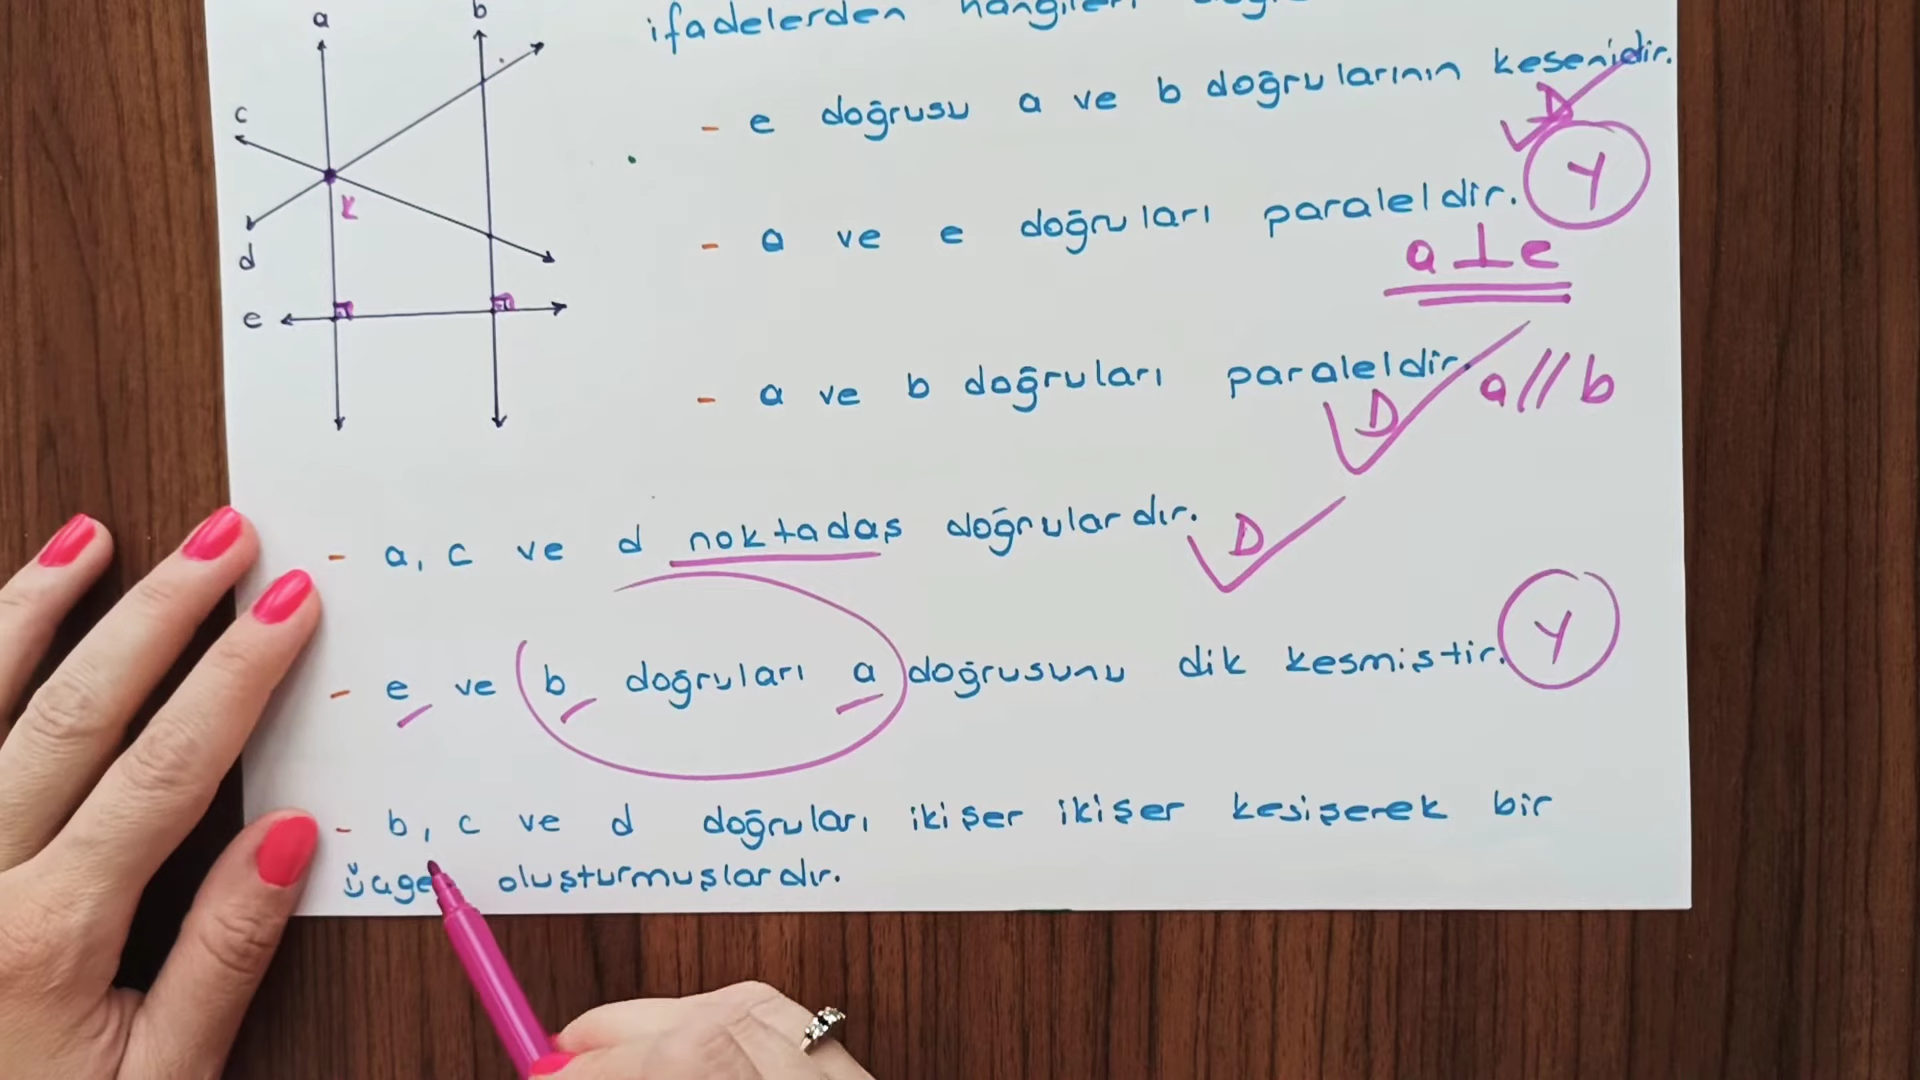 a
b
ifadelerden hangileri
c
- e doğrusu a ve b doğrularının kesenidir.
D
K
Y
- a ve e doğruları paraleldir.
d
a ⊥ e
e
- a ve b doğruları paraleldir.
D
a // b
- a, c ve d noktadaş doğrulardır.
D
- e ve b doğruları a doğrusunu dik kesmiştir.
Y
- b, c ve d doğruları ikişer ikişer kesişerek bir
üçgen oluşturmuşlardır.